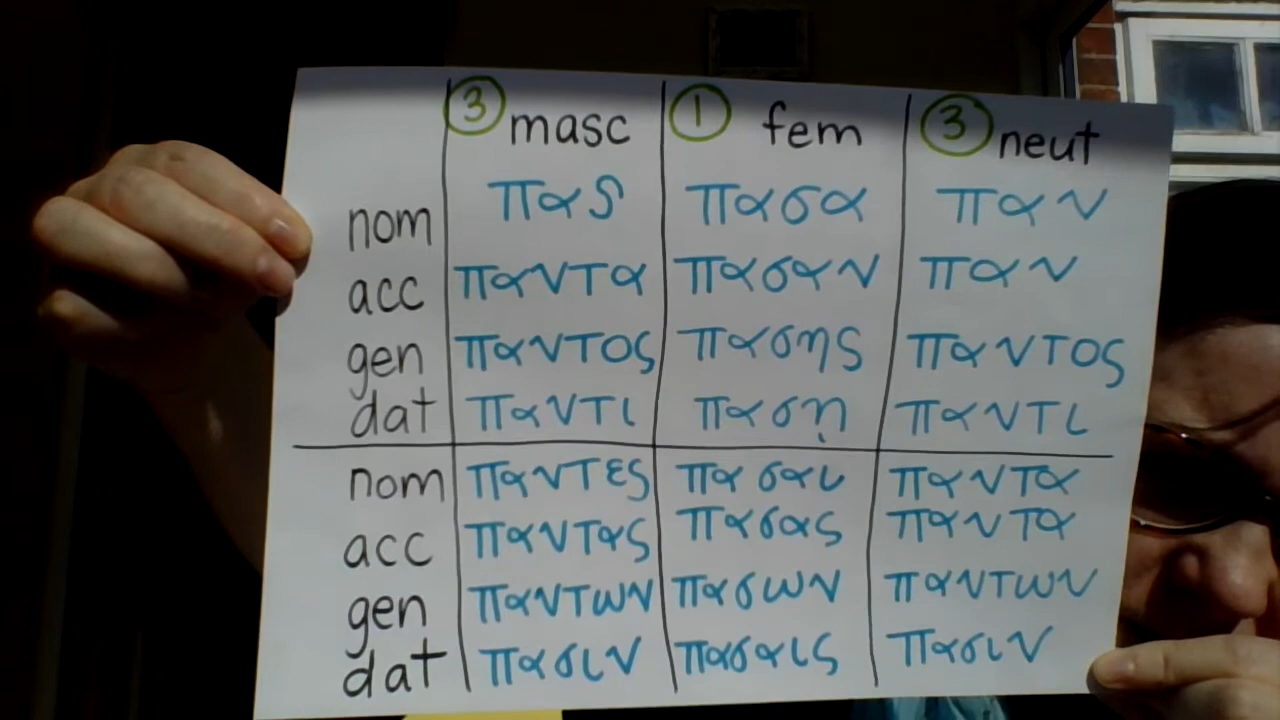 ③ masc ① fem ③ neut
nom πας πασα παν
acc παντα πασαν παν
gen παντος πασης παντος
dat παντι πασῃ παντι
nom παντες πασαι παντα
acc παντας πασας παντα
gen παντων πασων παντων
dat πασιν πασαις πασιν